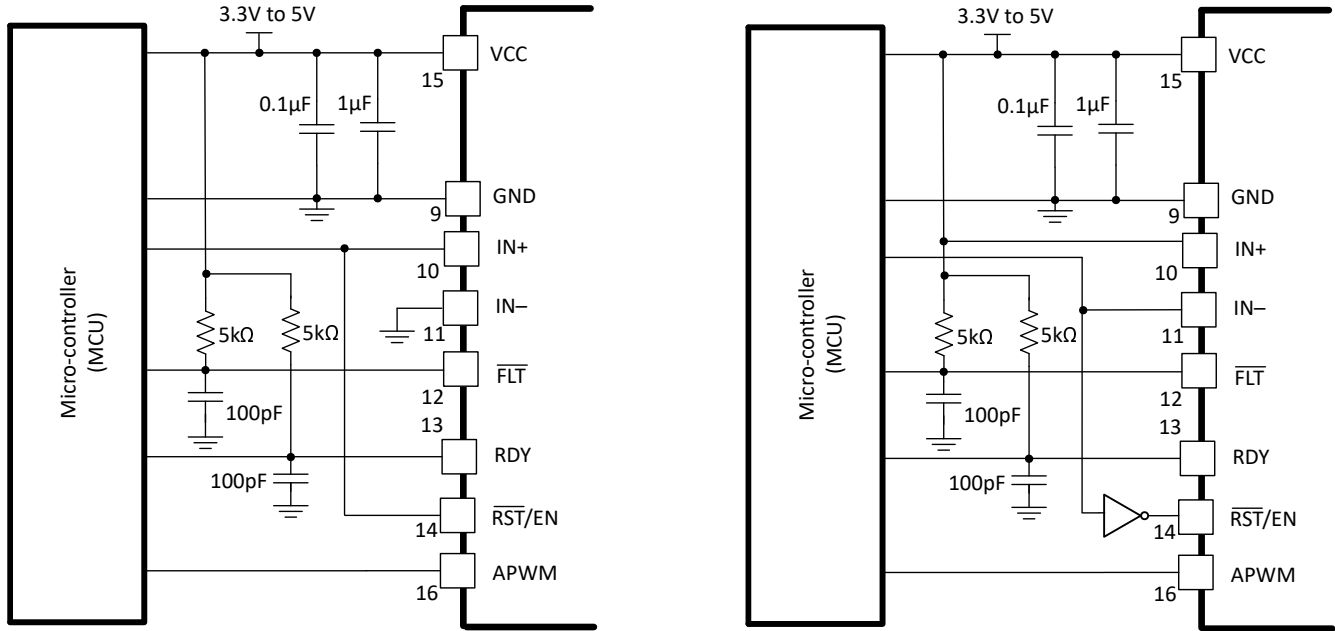 3.3V to 5V
VCC
15
0.1µF
1µF
GND
9
IN+
10
IN–
11
5kΩ
5kΩ
Micro-controller
(MCU)
FLT
12
100pF
13
RDY
100pF
RST/EN
14
APWM
16
3.3V to 5V
VCC
15
0.1µF
1µF
GND
9
IN+
10
IN–
11
5kΩ
5kΩ
Micro-controller
(MCU)
FLT
12
100pF
13
RDY
100pF
RST/EN
14
APWM
16